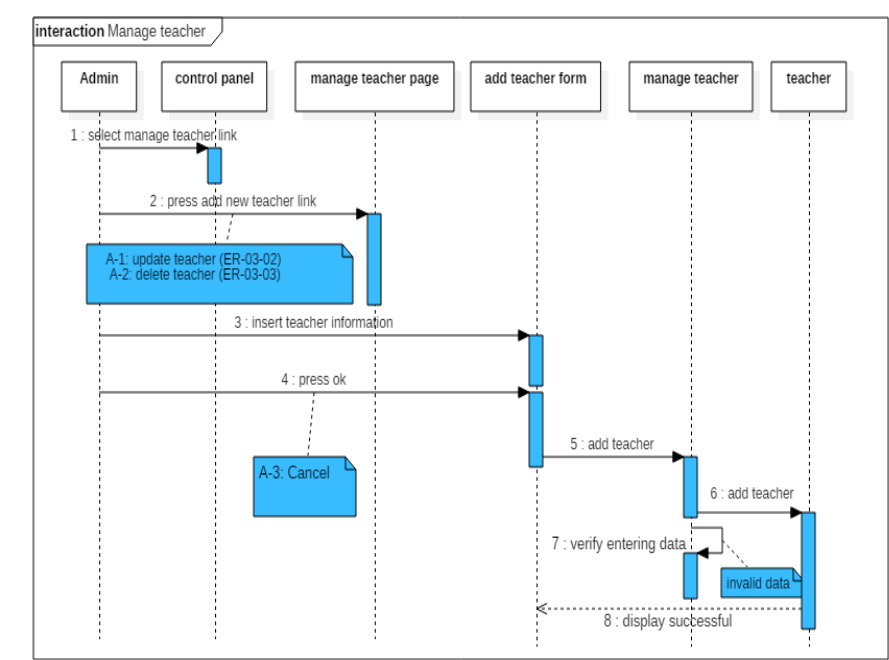 interaction Manage teacher
Admin
control panel
manage teacher page
add teacher form
manage teacher
teacher
1 : select manage teacher link
2 : press add new teacher link
A-1: update teacher (ER-03-02)
A-2: delete teacher (ER-03-03)
3 : insert teacher information
4 : press ok
5 : add teacher
A-3: Cancel
6 : add teacher
7 : verify entering data
invalid data
8 : display successful